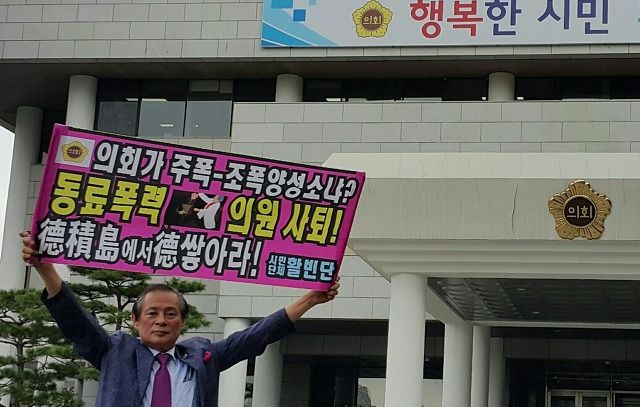 의회
행복한 시민
의회가 주폭-조폭양성소냐?
동료폭력 의원 사퇴!
德積島에서德쌓아라!
시민
단체 활빈단
의회